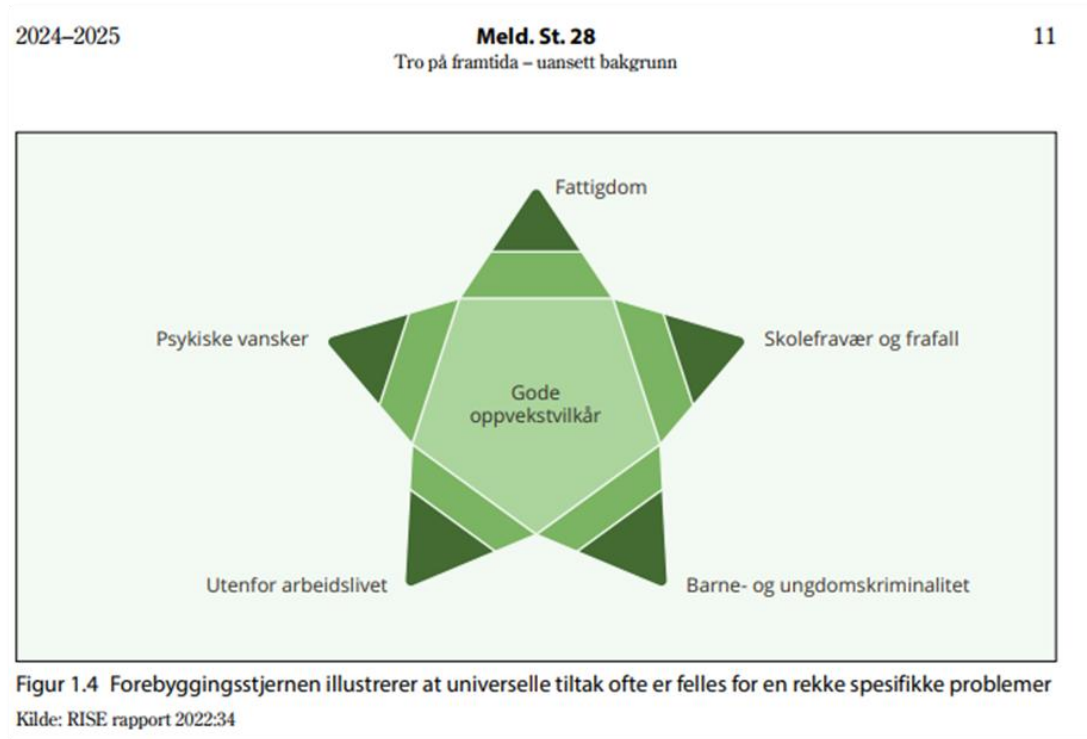 2024–2025
Meld. St. 28
11
Tro på framtida – uansett bakgrunn
Fattigdom
Psykiske vansker
Skolefravær og frafall
Gode
oppvekstvilkår
Utenfor arbeidslivet
Barne- og ungdomskriminalitet
Figur 1.4 Forebyggingsstjernen illustrerer at universelle tiltak ofte er felles for en rekke spesifikke problemer
Kilde: RISE rapport 2022:34